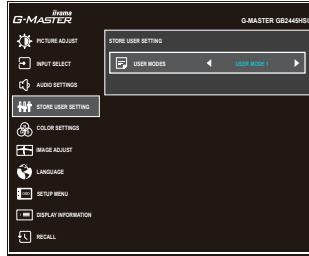 iiyama
G-MASTER
G-MASTER GB2445HSU
PICTURE ADJUST
STORE USER SETTING
INPUT SELECT
USER MODES
USER MODE 1
AUDIO SETTINGS
STORE USER SETTING
COLOR SETTINGS
IMAGE ADJUST
LANGUAGE
OSD
SETUP MENU
DISPLAY INFORMATION
RECALL